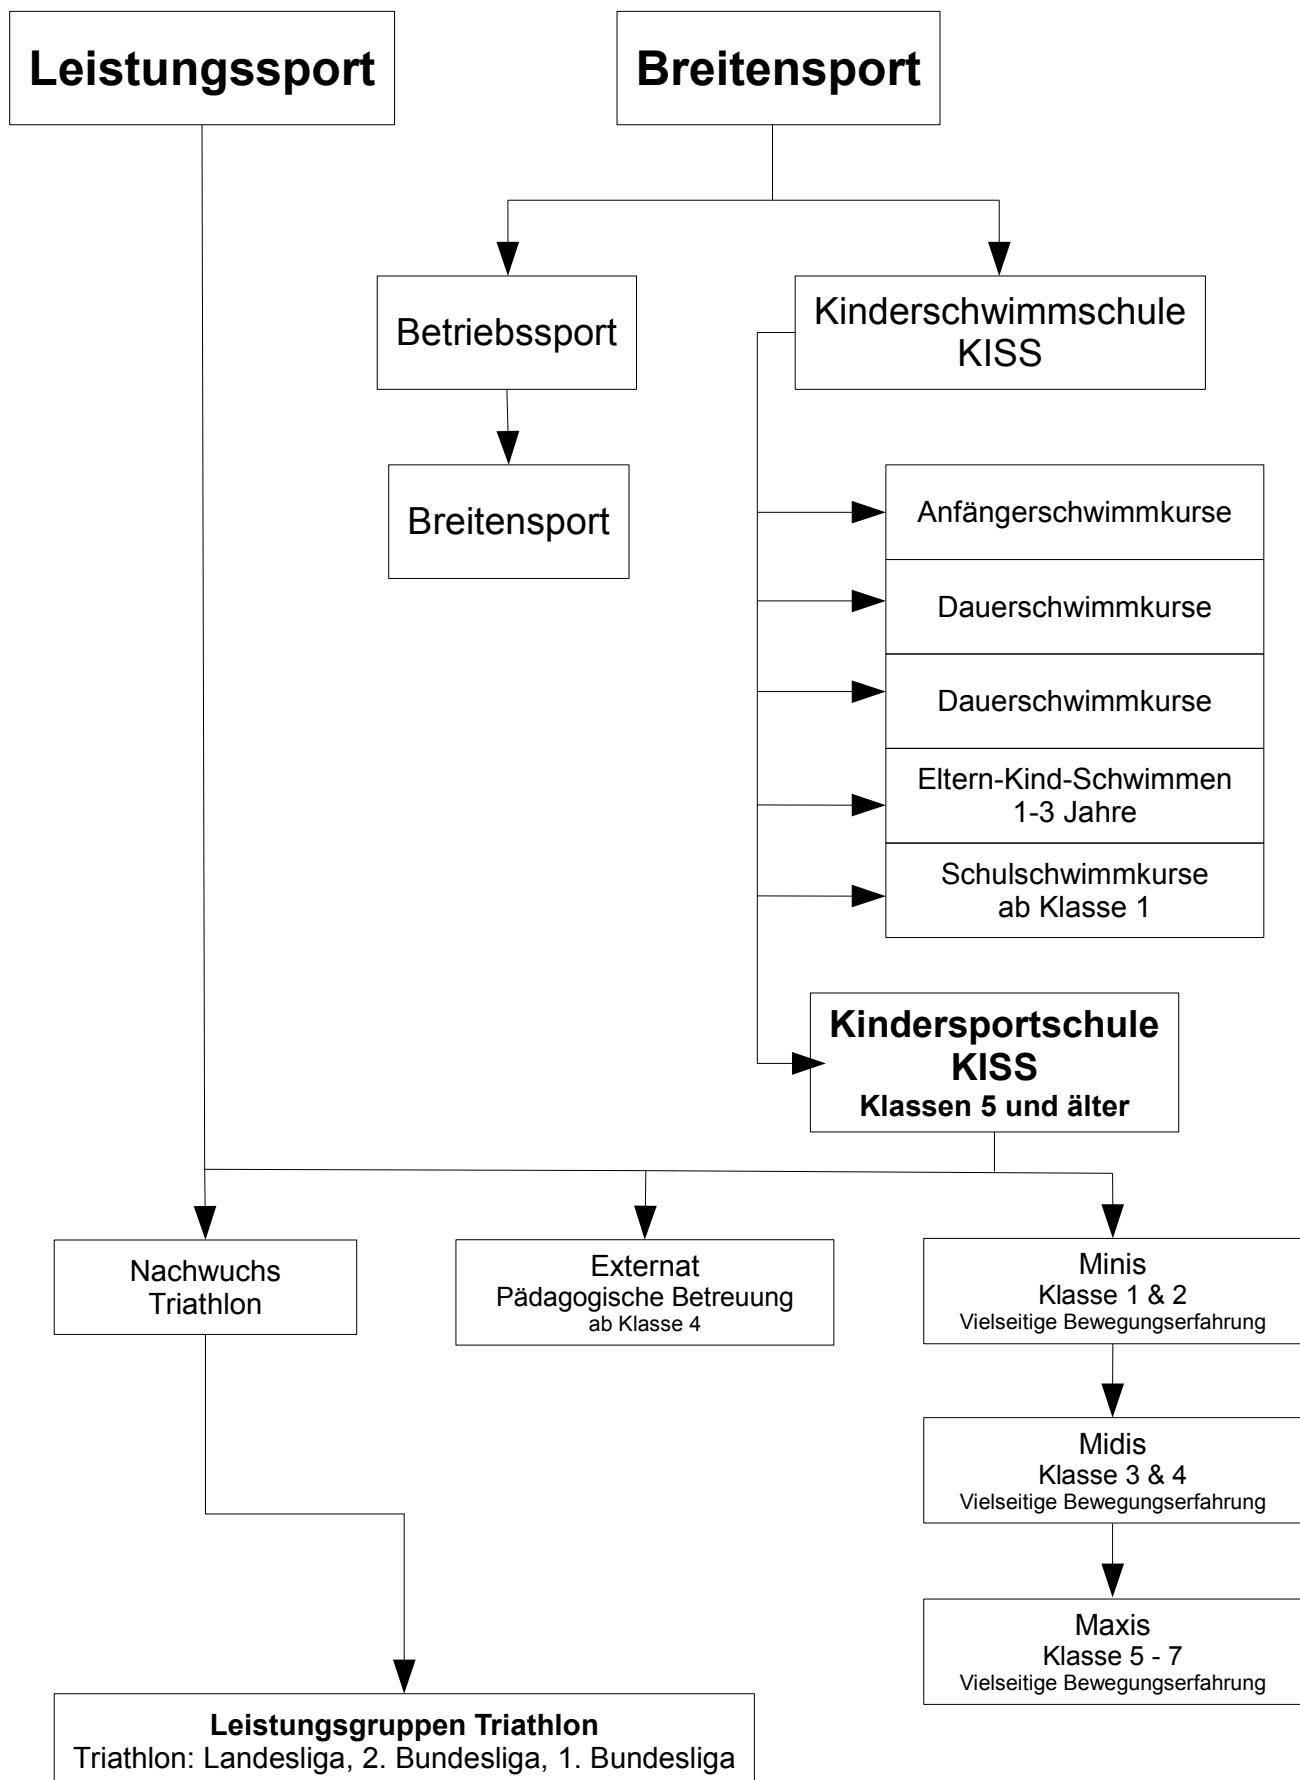 Leistungssport
Breitensport
Betriebssport
Kinderschwimmschule
KISS
Breitensport
Anfängerschwimmkurse
Dauerschwimmkurse
Dauerschwimmkurse
Eltern-Kind-Schwimmen
1-3 Jahre
Schulschwimmkurse
ab Klasse 1
Kindersportschule
KISS
Klassen 5 und älter
Nachwuchs
Triathlon
Externat
Pädagogische Betreuung
ab Klasse 4
Minis
Klasse 1 & 2
Vielseitige Bewegungserfahrung
Midis
Klasse 3 & 4
Vielseitige Bewegungserfahrung
Maxis
Klasse 5 - 7
Vielseitige Bewegungserfahrung
Leistungsgruppen Triathlon
Triathlon: Landesliga, 2. Bundesliga, 1. Bundesliga